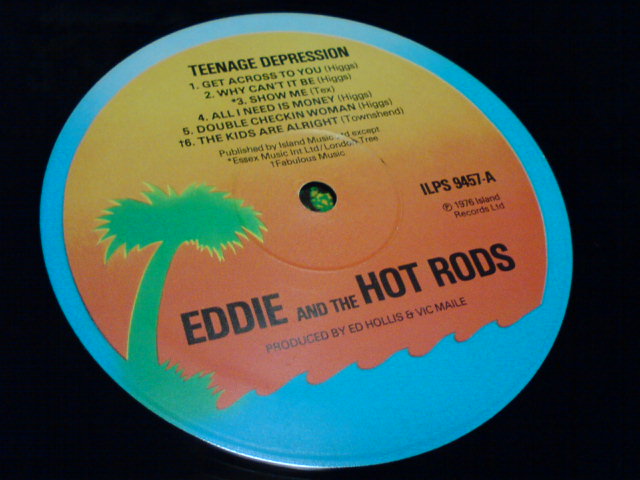 TEENAGE DEPRESSION
1. GET ACROSS TO YOU (Higgs)
2. WHY CAN'T IT BE (Higgs)
*3. SHOW ME (Tex)
4. ALL I NEED IS MONEY (Higgs)
5. DOUBLE CHECKIN WOMAN (Higgs)
†6. THE KIDS ARE ALRIGHT (Townshend)
Published by Island Music Ltd except
*Essex Music Int Ltd/London Tree
†Fabulous Music
ILPS 9457-A
℗ 1976 Island
Records Ltd
EDDIE AND THE HOT RODS
PRODUCED BY ED HOLLIS & VIC MAILE